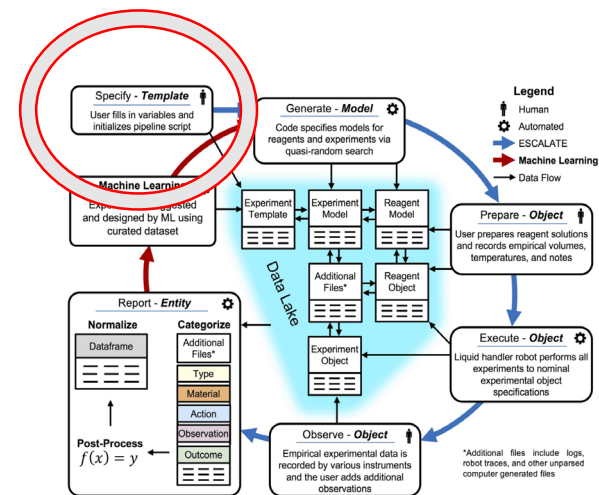 Specify - Template
User fills in variables and
initializes pipeline script
Generate - Model
Code specifies models for
reagents and experiments via
quasi-random search
Legend
Human
Automated
ESCALATE
Machine Learning
Data Flow
Machine Learning
and designed by ML using
curated dataset
Experiment
Template
Experiment
Model
Reagent
Model
Prepare - Object
User prepares reagent solutions
and records empirical volumes,
temperatures, and notes
Additional
Files*
Reagent
Object
Data Lake
Experiment
Object
Report - Entity
Normalize
Dataframe
Categorize
Additional
Files*
Type
Material
Action
Observation
Outcome
Post-Process
f(x) = y
Execute - Object
Liquid handler robot performs all
experiments to nominal
experimental object
specifications
Observe - Object
Empirical experimental data is
recorded by various instruments
and the user adds additional
observations
*Additional files include logs,
robot traces, and other unparsed
computer generated files